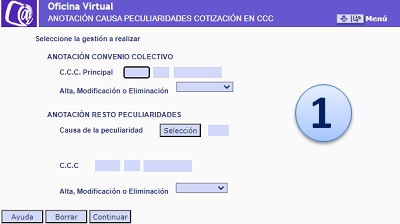 Oficina Virtual
ANOTACIÓN CAUSA PECULIARIDADES COTIZACIÓN EN CCC
Menú
Seleccione la gestión a realizar
ANOTACIÓN CONVENIO COLECTIVO
C.C.C. Principal
Alta, Modificación o Eliminación
ANOTACIÓN RESTO PECULIARIDADES
Causa de la peculiaridad Selección
C.C.C
Alta, Modificación o Eliminación
1
Ayuda Borrar Continuar